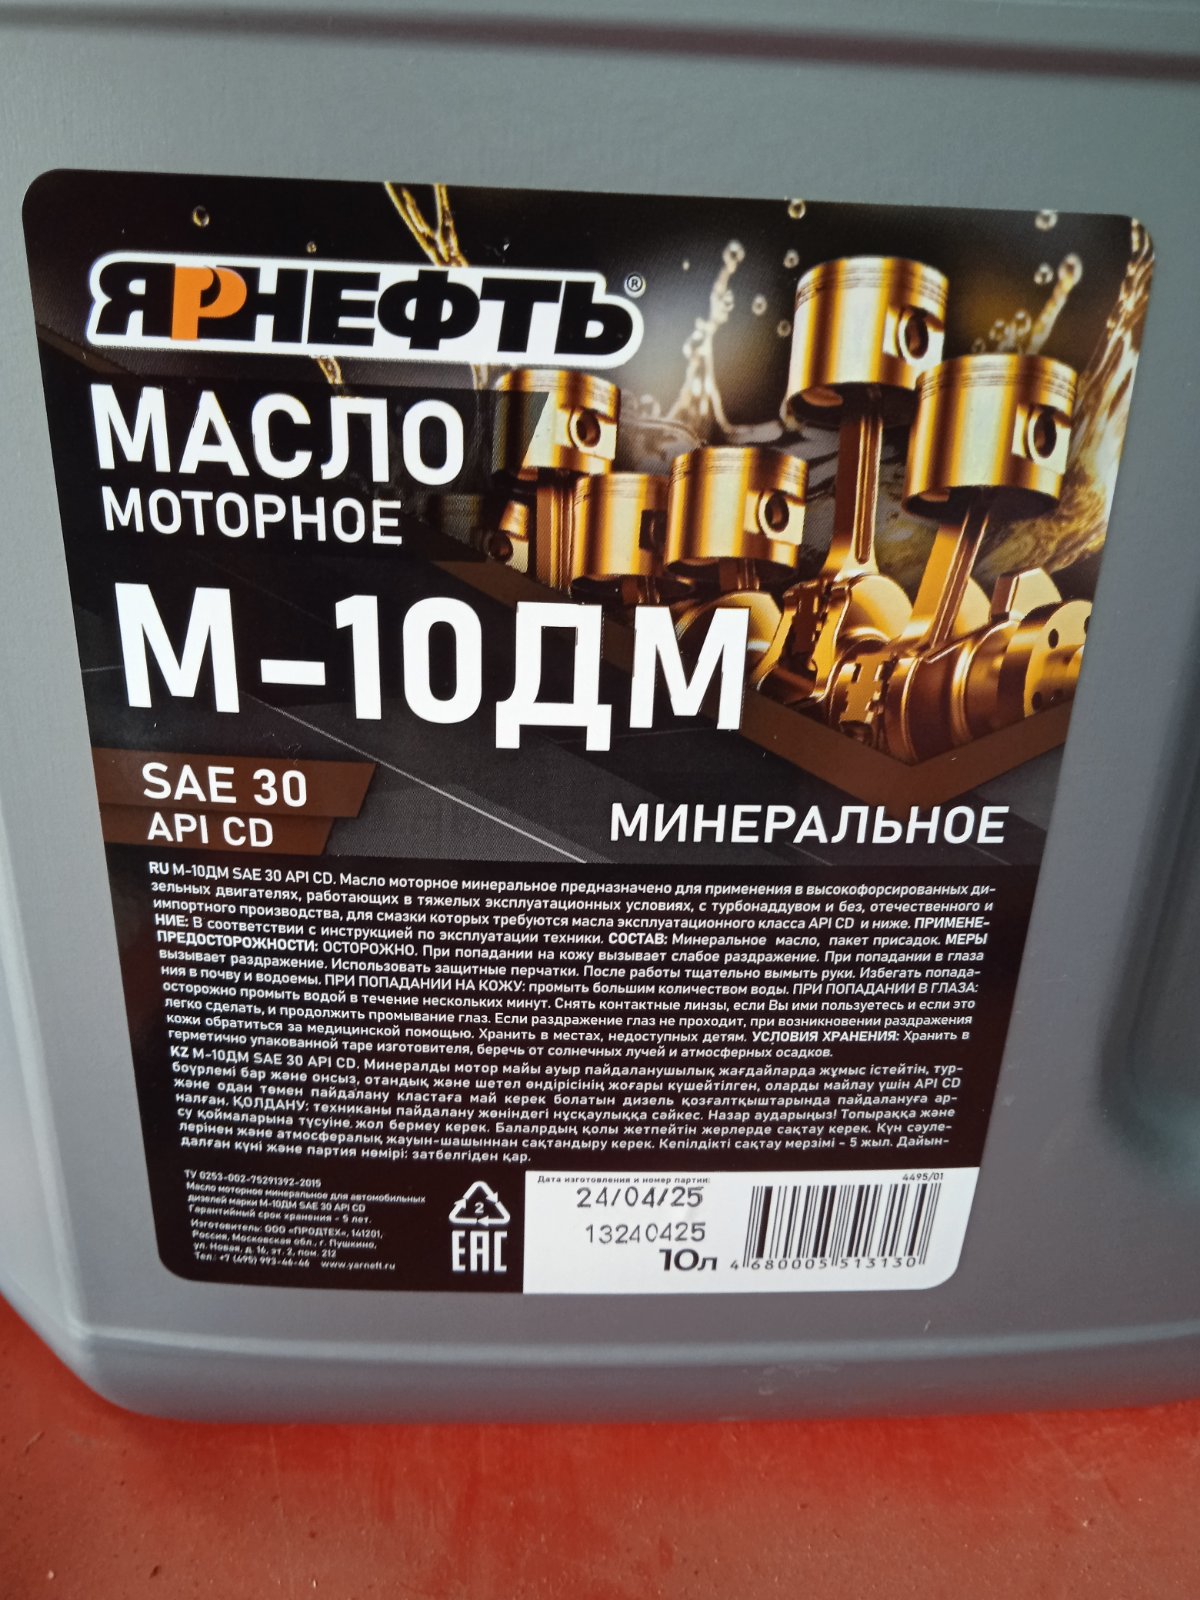 ЯРНЕФТЬ®
МАСЛО
МОТОРНОЕ
М-10ДМ
SAE 30
API CD
МИНЕРАЛЬНОЕ
RU М-10ДМ SAE 30 API CD. Масло моторное минеральное предназначено для применения в высокофорсированных ди-
зельных двигателях, работающих в тяжелых эксплуатационных условиях, с турбонаддувом и без, отечественного и
импортного производства, для смазки которых требуются масла эксплуатационного класса API CD и ниже. ПРИМЕНЕ-
НИЕ: В соответствии с инструкцией по эксплуатации техники. СОСТАВ: Минеральное масло, пакет присадок. МЕРЫ
ПРЕДОСТОРОЖНОСТИ: ОСТОРОЖНО. При попадании на кожу вызывает слабое раздражение. При попадании в глаза
вызывает раздражение. Использовать защитные перчатки. После работы тщательно вымыть руки. Избегать попада-
ния в почву и водоемы. ПРИ ПОПАДАНИИ НА КОЖУ: промыть большим количеством воды. ПРИ ПОПАДАНИИ В ГЛАЗА:
осторожно промыть водой в течение нескольких минут. Снять контактные линзы, если Вы ими пользуетесь и если это
легко сделать, и продолжить промывание глаз. Если раздражение глаз не проходит, при возникновении раздражения
кожи обратиться за медицинской помощью. Хранить в местах, недоступных детям. УСЛОВИЯ ХРАНЕНИЯ: Хранить в
герметично упакованной таре изготовителя, беречь от солнечных лучей и атмосферных осадков.
KZ М-10ДМ SAE 30 API CD. Минералды мотор майы ауыр пайдаланушылық жағдайларда жұмыс істейтін, тур-
боүрлемі бар және онсыз, отандық және шетел өндірісінің жоғары күшейтілген, оларды майлау үшін API CD
және одан төмен пайдалану кластаға май керек болатын дизель қозғалтқыштарында пайдалануға ар-
налған. ҚОЛДАНУ: техниканы пайдалану жөніндегі нұсқаулыққа сәйкес. Назар аударыңыз! Топыраққа және
су қоймаларына түсуіне жол бермеу керек. Балалрдың қолы жетпейтін жерлерде сақтау керек. Күн сәуле-
лерінен және атмосфералық жауын-шашыннан сақтандыру керек. Кепілдікті сақтау мерзімі - 5 жыл. Дайын-
далған күні және партия нөмірі: затбелгіден қар.
ТУ 0253-002-75291392-2015
Масло моторное минеральное для автомобильных
дизелей марки М-10ДМ SAE 30 API CD
Гарантийный срок хранения - 5 лет.
Изготовитель: ООО «ПРОДТЕХ», 141201,
Россия, Московская обл., г. Пушкино,
ул. Новая, д. 16, эт. 2, пом. 212
Тел.: +7 (495) 993-46-46 www.yarneft.ru
2
EAC
Дата изготовления и номер партии:
24/04/25
13240425
10л
4495/01
4 680005 513130